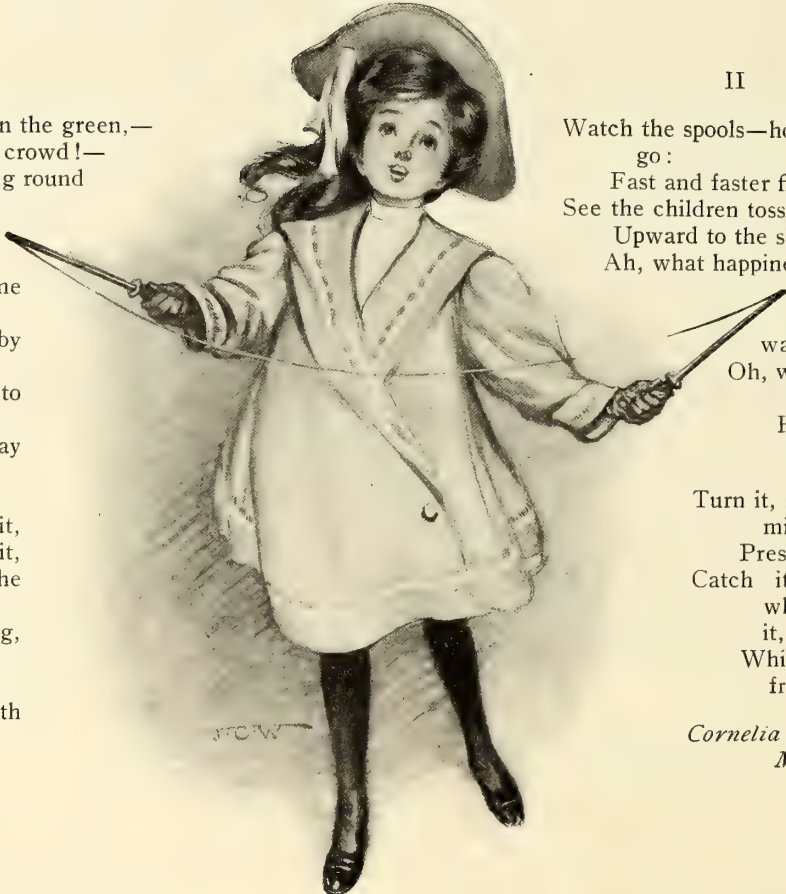 n the green,—
crowd!—
g round
ne
by
to
ay
it,
it,
he
g,
th
II
Watch the spools—ho
go:
Fast and faster f
See the children toss
Upward to the s
Ah, what happine
wa
Oh, w
H
Turn it,
mi
Pres
Catch it
wh
it,
Whi
fr
Cornelia
M
J·C·W